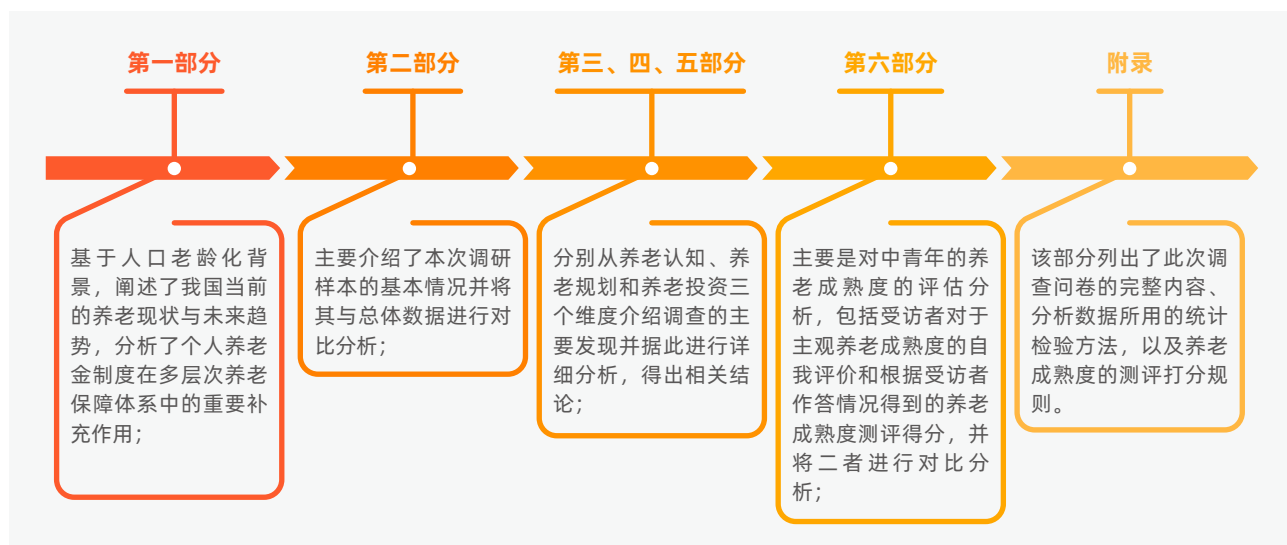 第一部分
第二部分
第三、四、五部分
第六部分
附录
基于人口老龄化背
景，阐述了我国当前
的养老现状与未来趋
势，分析了个人养老
金制度在多层次养老
保障体系中的重要补
充作用；
主要介绍了本次调研
样本的基本情况并将
其与总体数据进行对
比分析；
分别从养老认知、养
老规划和养老投资三
个维度介绍调查的主
要发现并据此进行详
细分析，得出相关结
论；
主要是对中青年的养
老成熟度的评估分
析，包括受访者对于
主观养老成熟度的自
我评价和根据受访者
作答情况得到的养老
成熟度测评得分，并
将二者进行对比分
析；
该部分列出了此次调
查问卷的完整内容、
分析数据所用的统计
检验方法，以及养老
成熟度的测评打分规
则。